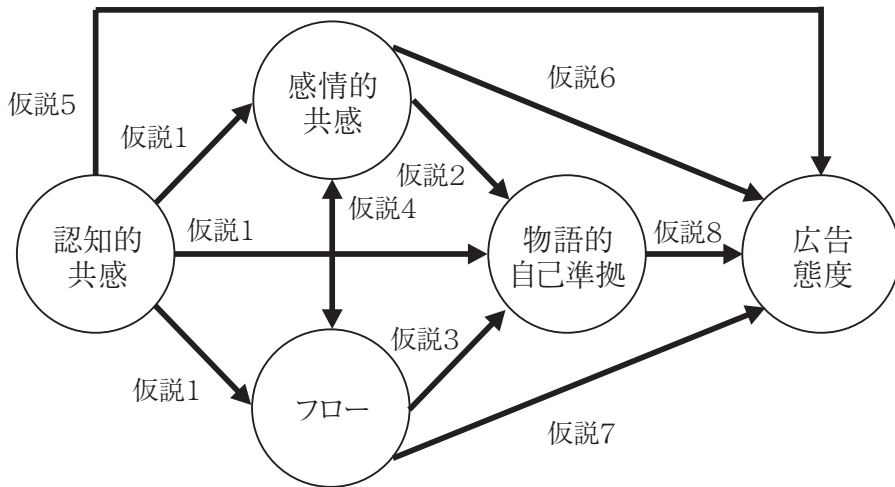 仮説5
仮説1
感情的
共感
仮説6
仮説2
仮説4
認知的
共感
仮説1
物語的
自己準拠
仮説8
広告
態度
仮説1
フロー
仮説3
仮説7